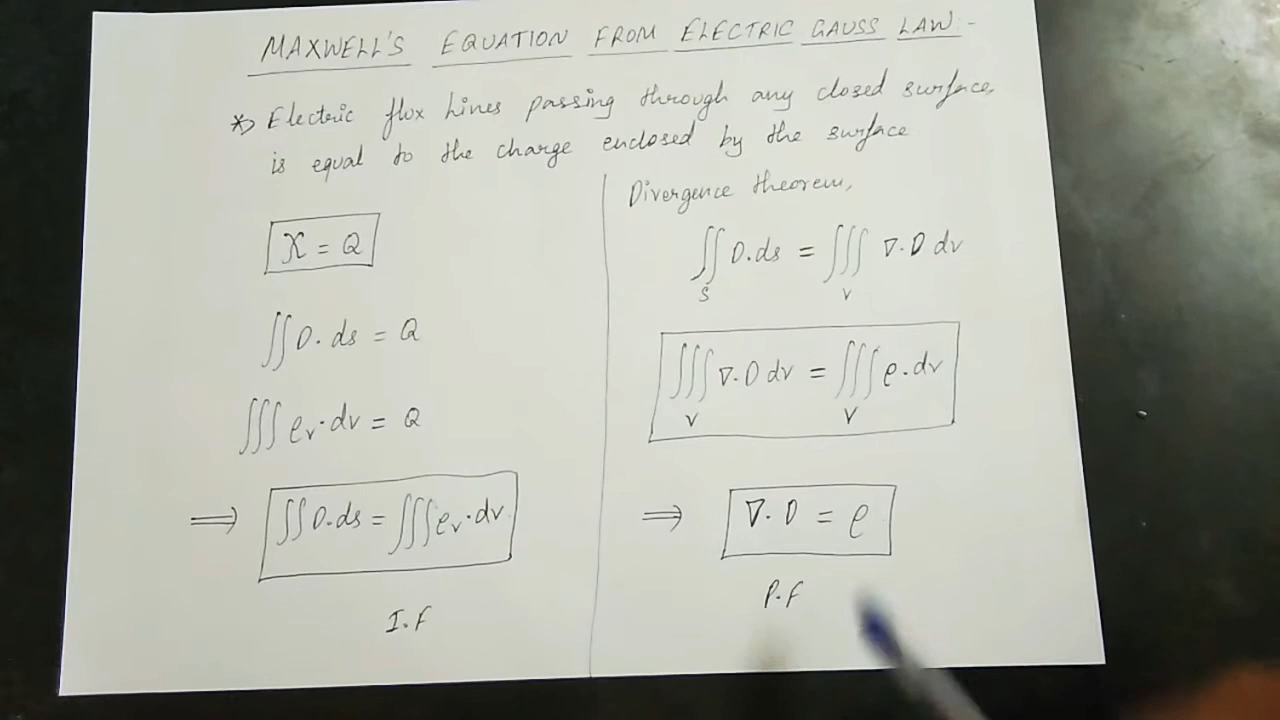 MAXWELL'S EQUATION FROM ELECTRIC GAUSS LAW :-
* Electric flux lines passing through any closed surface,
is equal to the charge enclosed by the surface
ψ = Q
∬ D. ds = Q
∭ ρv. dv = Q
⟹ ∬ D. ds = ∭ ρv. dv
I.F
Divergence theorem,
∬S D. ds = ∭V ∇. D dv
∭V ∇. D dv = ∭V ρ. dv
⟹ ∇. D = ρ
P.F